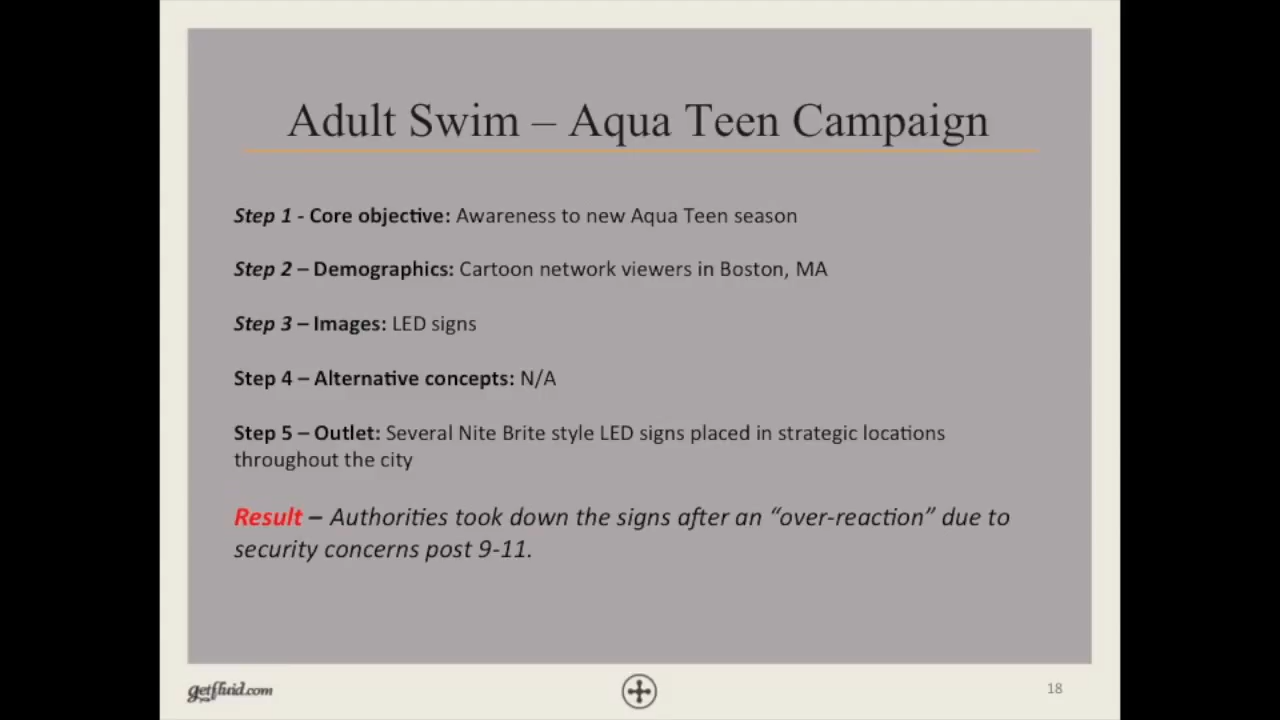 Adult Swim – Aqua Teen Campaign
Step 1 - Core objective: Awareness to new Aqua Teen season
Step 2 – Demographics: Cartoon network viewers in Boston, MA
Step 3 – Images: LED signs
Step 4 – Alternative concepts: N/A
Step 5 – Outlet: Several Nite Brite style LED signs placed in strategic locations
throughout the city
Result – Authorities took down the signs after an “over-reaction” due to
security concerns post 9-11.
getfluid.com
18